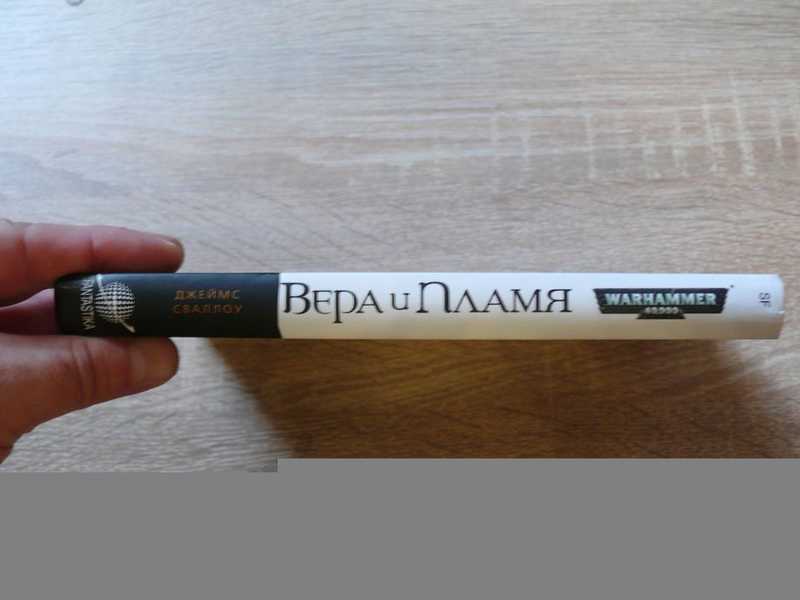 FANTASTIKA
ДЖЕЙМС
СВАЛЛОУ
ВЕРА и ПЛАМЯ
WARHAMMER
40,000
SF